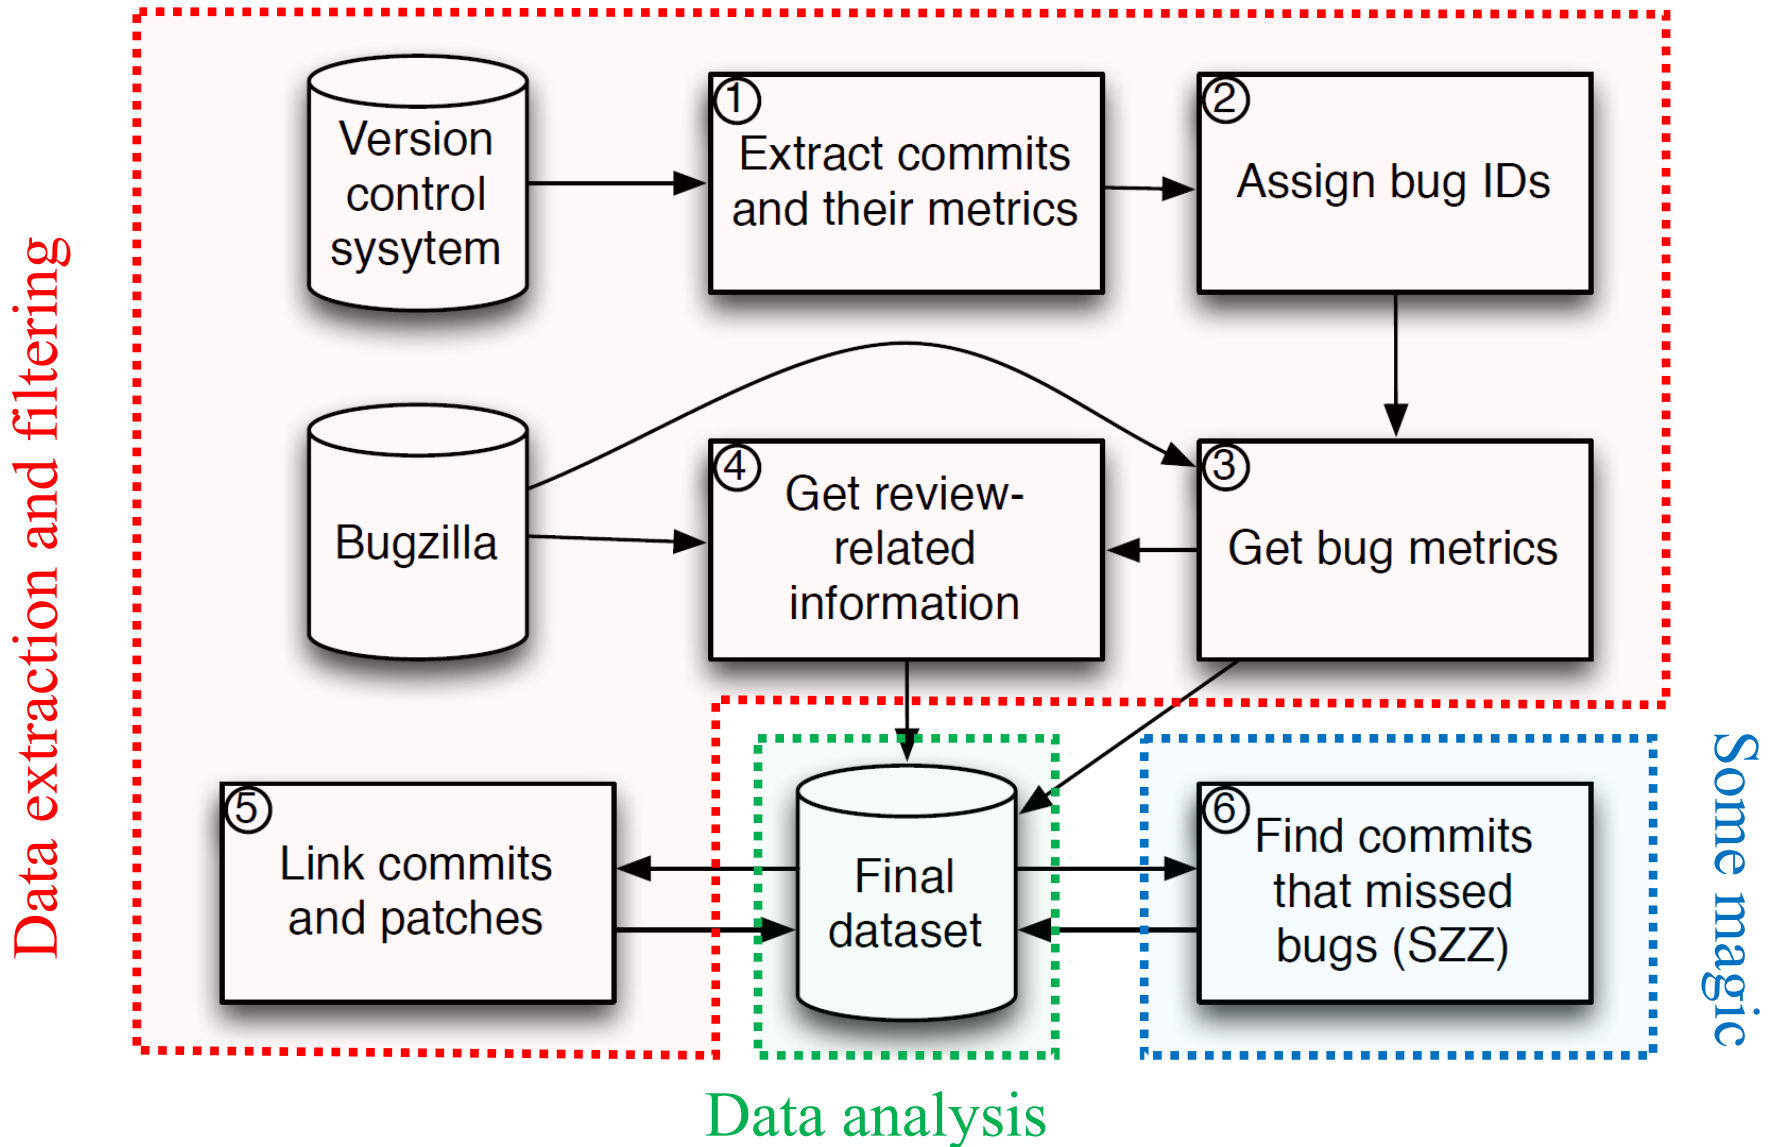 Data extraction and filtering
Version
control
sysytem
1
Extract commits
and their metrics
2
Assign bug IDs
Bugzilla
4
Get review-
related
information
3
Get bug metrics
5
Link commits
and patches
Final
dataset
6
Find commits
that missed
bugs (SZZ)
Some magic
Data analysis